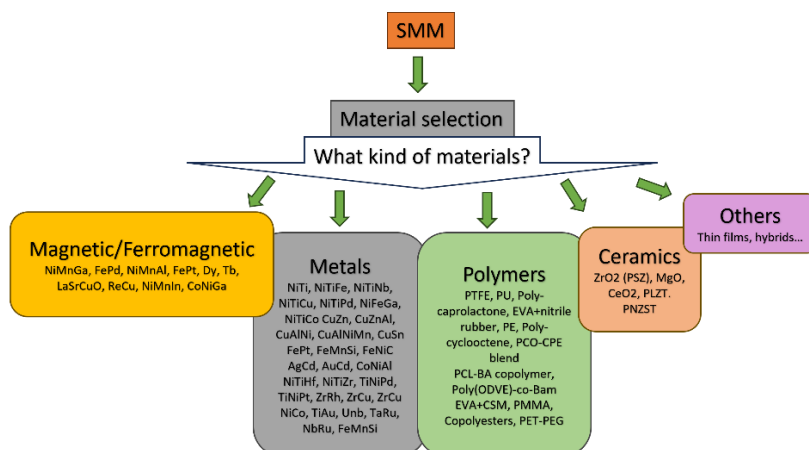 SMM
Material selection
What kind of materials?
Magnetic/Ferromagnetic
NiMnGa, FePd, NiMnAl, FePt, Dy, Tb,
LaSrCuO, ReCu, NiMnIn, CoNiGa
Metals
NiTi, NiTiFe, NiTiNb,
NiTiCu, NiTiPd, NiFeGa,
NiTiCo CuZn, CuZnAl,
CuAlNi, CuAlNiMn, CuSn
FePt, FeMnSi, FeNiC
AgCd, AuCd, CoNiAl
NiTiHf, NiTiZr, TiNiPd,
TiNiPt, ZrRh, ZrCu, ZrCu
NiCo, TiAu, Unb, TaRu,
NbRu, FeMnSi
Polymers
PTFE, PU, Poly-
caprolactone, EVA+nitrile
rubber, PE, Poly-
cyclooctene, PCO-CPE
blend
PCL-BA copolymer,
Poly(ODVE)-co-Bam
EVA+CSM, PMMA,
Copolyesters, PET-PEG
Ceramics
ZrO2 (PSZ), MgO,
CeO2, PLZT.
PNZST
Others
Thin films, hybrids...